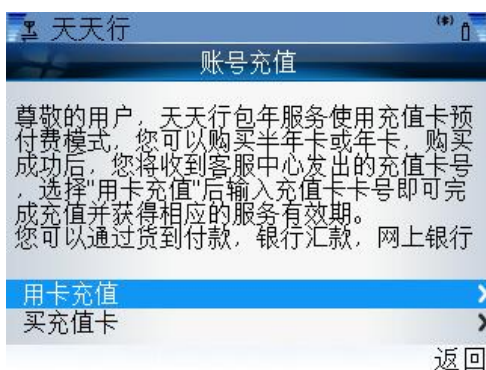 天天行
账号充值
尊敬的用户，天天行包年服务使用充值卡预
付费模式，您可以购买半年卡或年卡，购买
成功后，您将收到客服中心发出的充值卡号
，选择"用卡充值"后输入充值卡卡号即可完
成充值并获得相应的服务有效期。
您可以通过货到付款，银行汇款，网上银行
用卡充值
买充值卡
返回